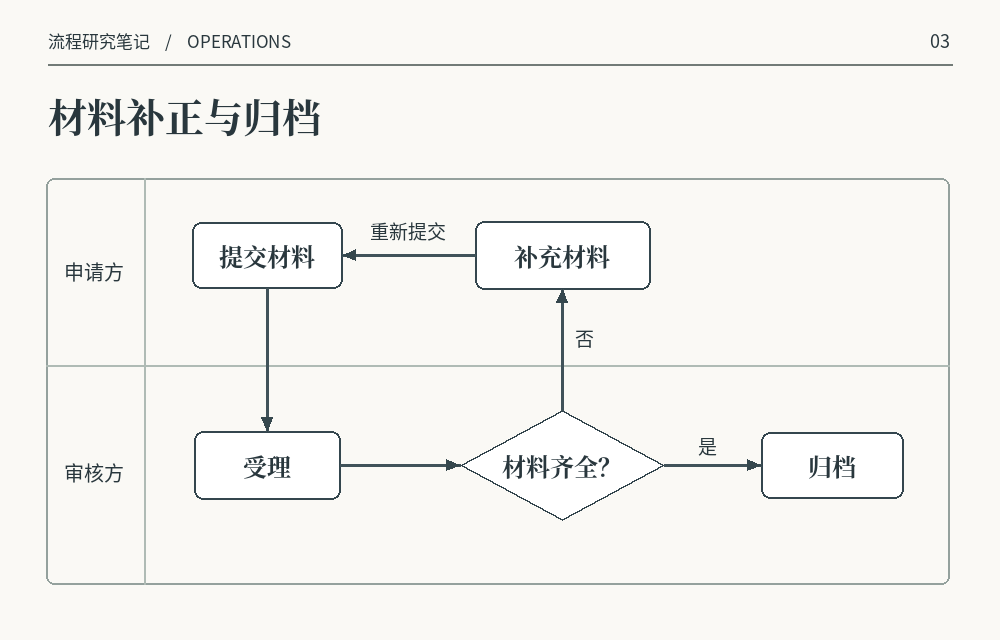 流程研究笔记 / OPERATIONS
03
材料补正与归档
申请方
提交材料
重新提交
补充材料
否
审核方
受理
材料齐全?
是
归档